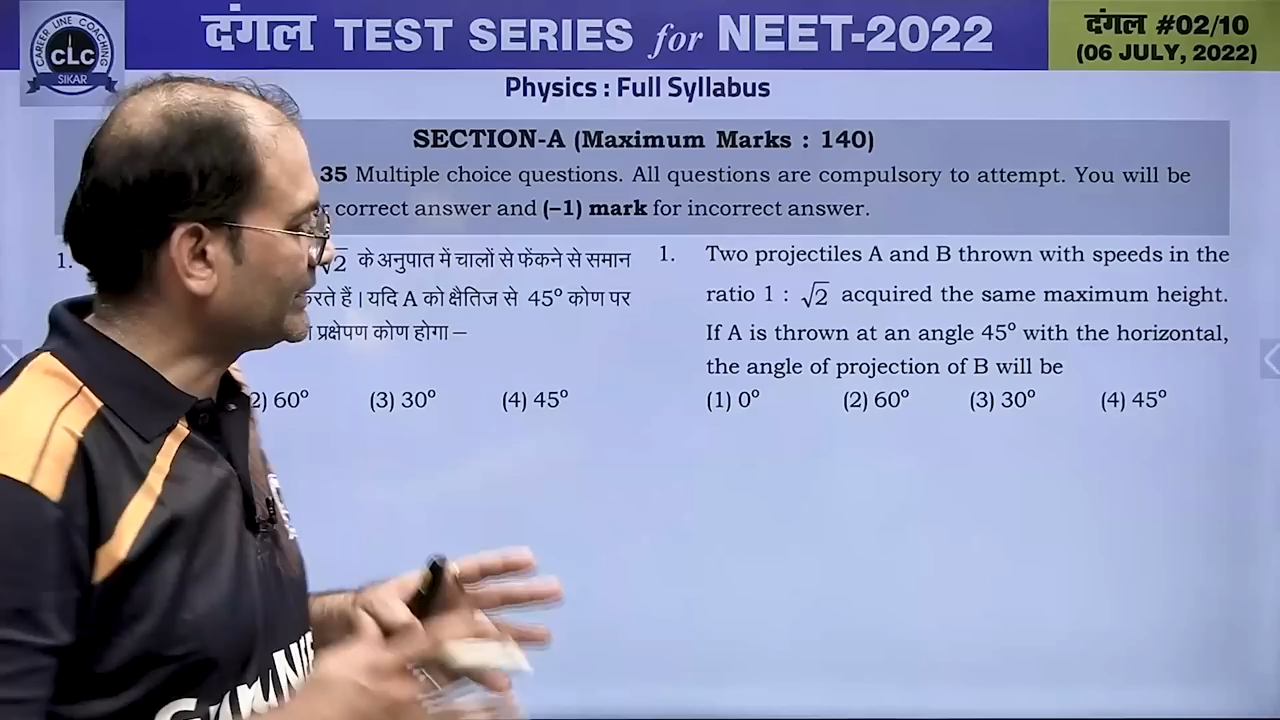 CAREER LINE COACHING
CLC
SIKAR
दंगल TEST SERIES for NEET-2022
दंगल #02/10
(06 JULY, 2022)
Physics : Full Syllabus
SECTION-A (Maximum Marks : 140)
35 Multiple choice questions. All questions are compulsory to attempt. You will be
correct answer and (–1) mark for incorrect answer.
1. √2 के अनुपात में चालों से फेंकने से समान
करते हैं। यदि A को क्षैतिज से 45° कोण पर
प्रक्षेपण कोण होगा –
2) 60° (3) 30° (4) 45°
1. Two projectiles A and B thrown with speeds in the
ratio 1 : √2 acquired the same maximum height.
If A is thrown at an angle 45° with the horizontal,
the angle of projection of B will be
(1) 0° (2) 60° (3) 30° (4) 45°